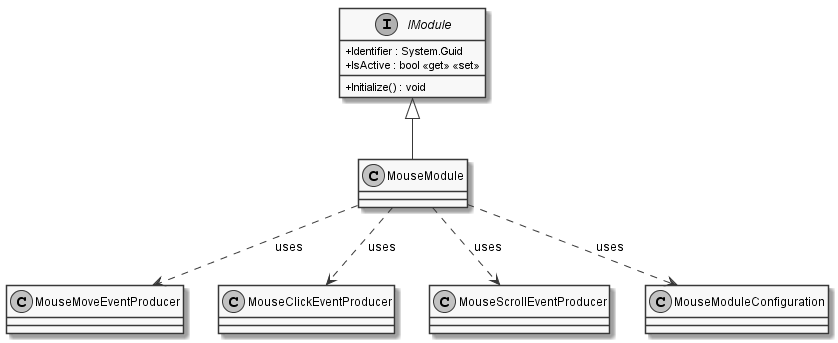 I IModule
+Identifier : System.Guid
+IsActive : bool «get» «set»
+Initialize() : void
C MouseModule
uses uses uses uses
C MouseMoveEventProducer
C MouseClickEventProducer
C MouseScrollEventProducer
C MouseModuleConfiguration